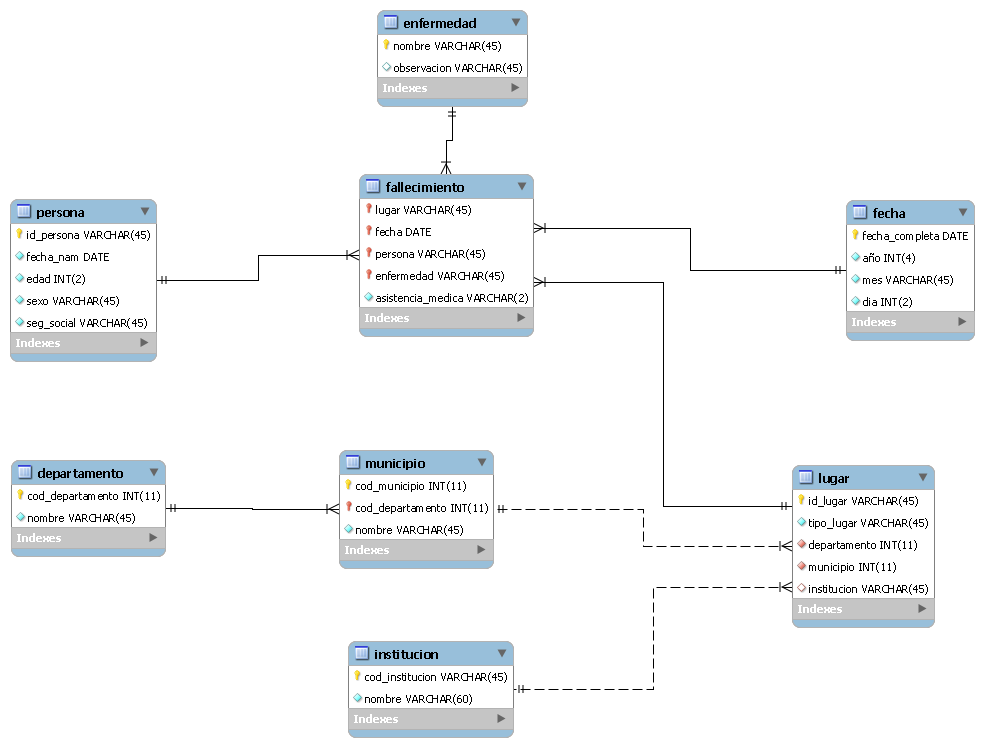 enfermedad
nombre VARCHAR(45)
observacion VARCHAR(45)
Indexes
fallecimiento
lugar VARCHAR(45)
fecha DATE
persona VARCHAR(45)
enfermedad VARCHAR(45)
asistencia_medica VARCHAR(2)
Indexes
persona
id_persona VARCHAR(45)
fecha_nam DATE
edad INT(2)
sexo VARCHAR(45)
seg_social VARCHAR(45)
Indexes
fecha
fecha_completa DATE
año INT(4)
mes VARCHAR(45)
dia INT(2)
Indexes
departamento
cod_departamento INT(11)
nombre VARCHAR(45)
Indexes
municipio
cod_municipio INT(11)
cod_departamento INT(11)
nombre VARCHAR(45)
Indexes
lugar
id_lugar VARCHAR(45)
tipo_lugar VARCHAR(45)
departamento INT(11)
municipio INT(11)
institucion VARCHAR(45)
Indexes
institucion
cod_institucion VARCHAR(45)
nombre VARCHAR(60)
Indexes